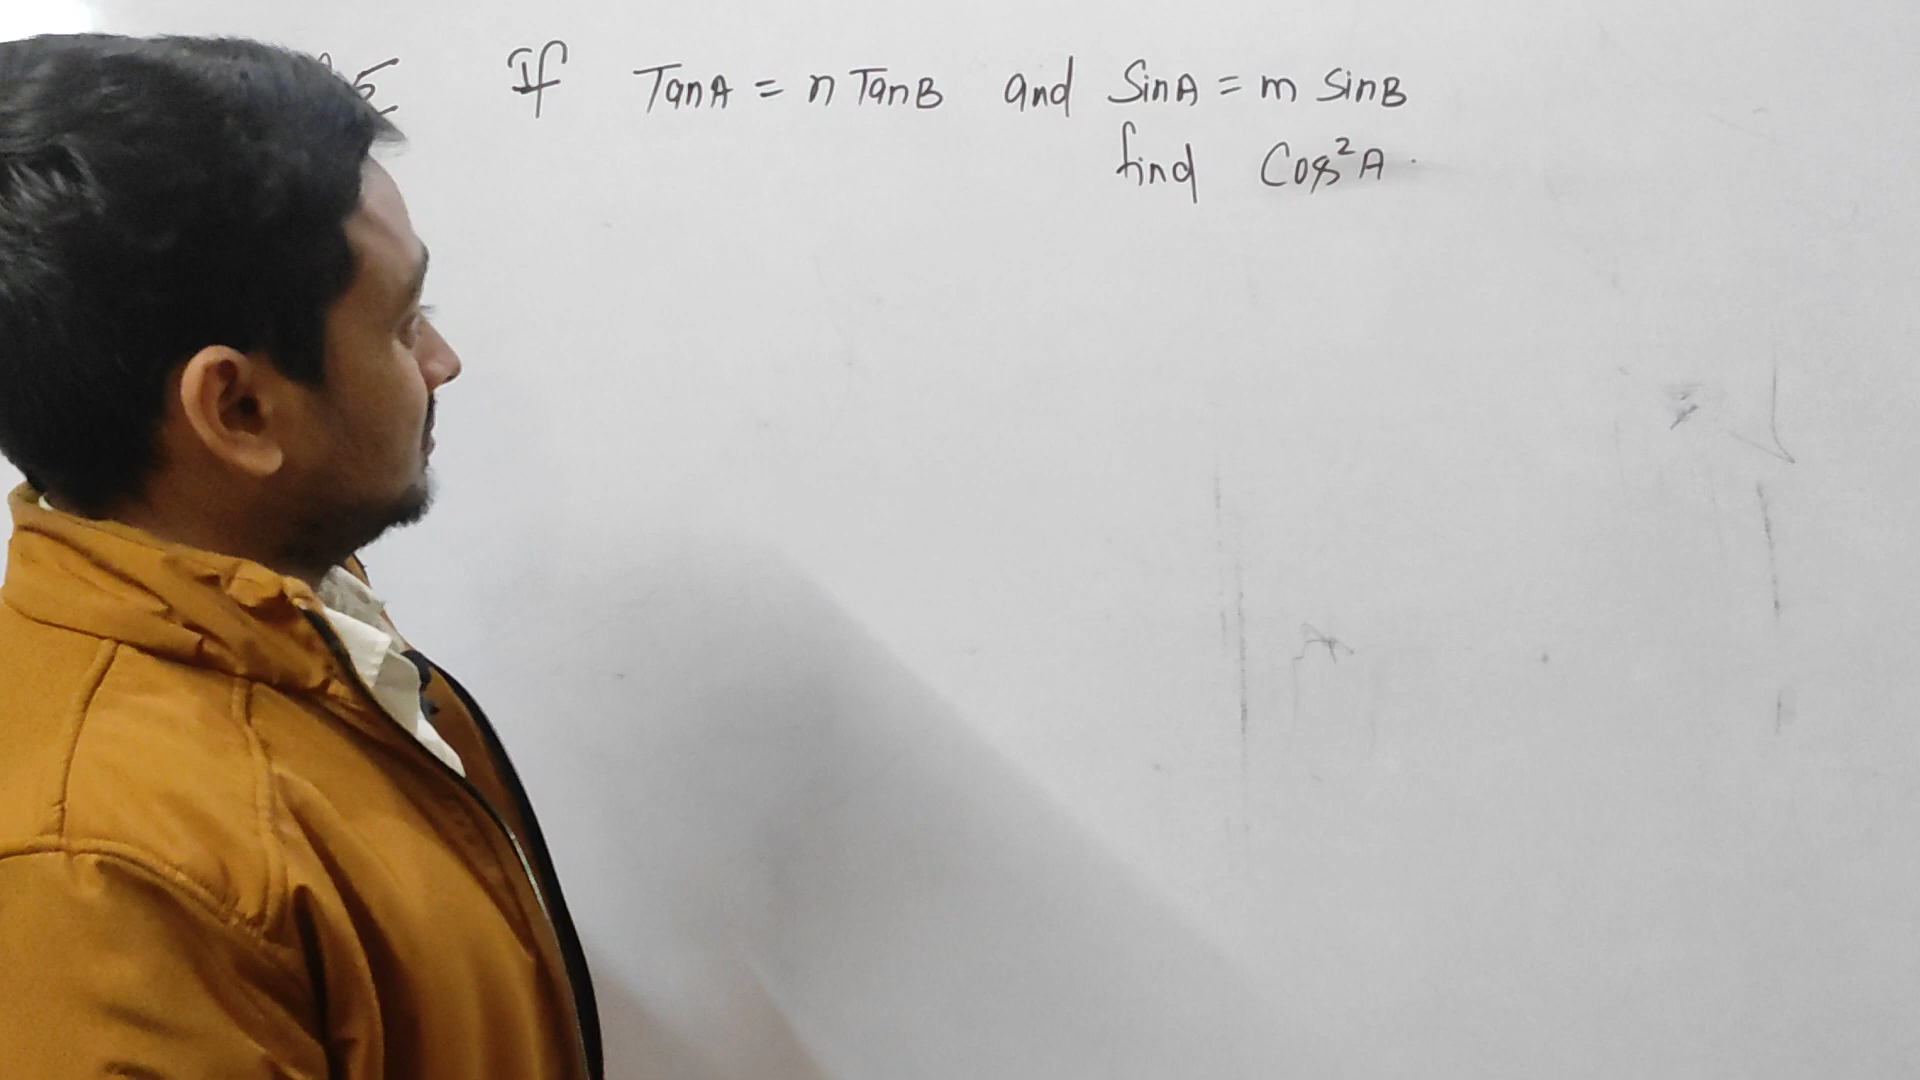 If TanA = n TanB and SinA = m SinB
find Cos²A.